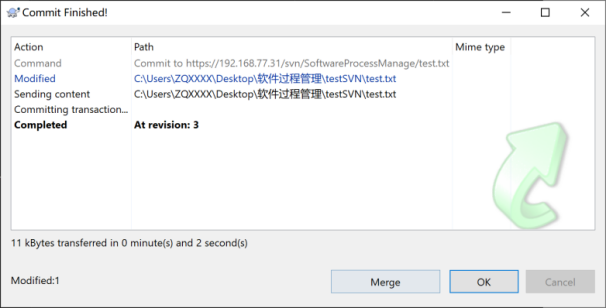 Commit Finished!
Action Path Mime type
Command Commit to https://192.168.77.31/svn/SoftwareProcessManage/test.txt
Modified C:\Users\ZQXXXX\Desktop\软件过程管理\testSVN\test.txt
Sending content C:\Users\ZQXXXX\Desktop\软件过程管理\testSVN\test.txt
Committing transaction...
Completed At revision: 3
11 kBytes transferred in 0 minute(s) and 2 second(s)
Modified:1
Merge OK Cancel